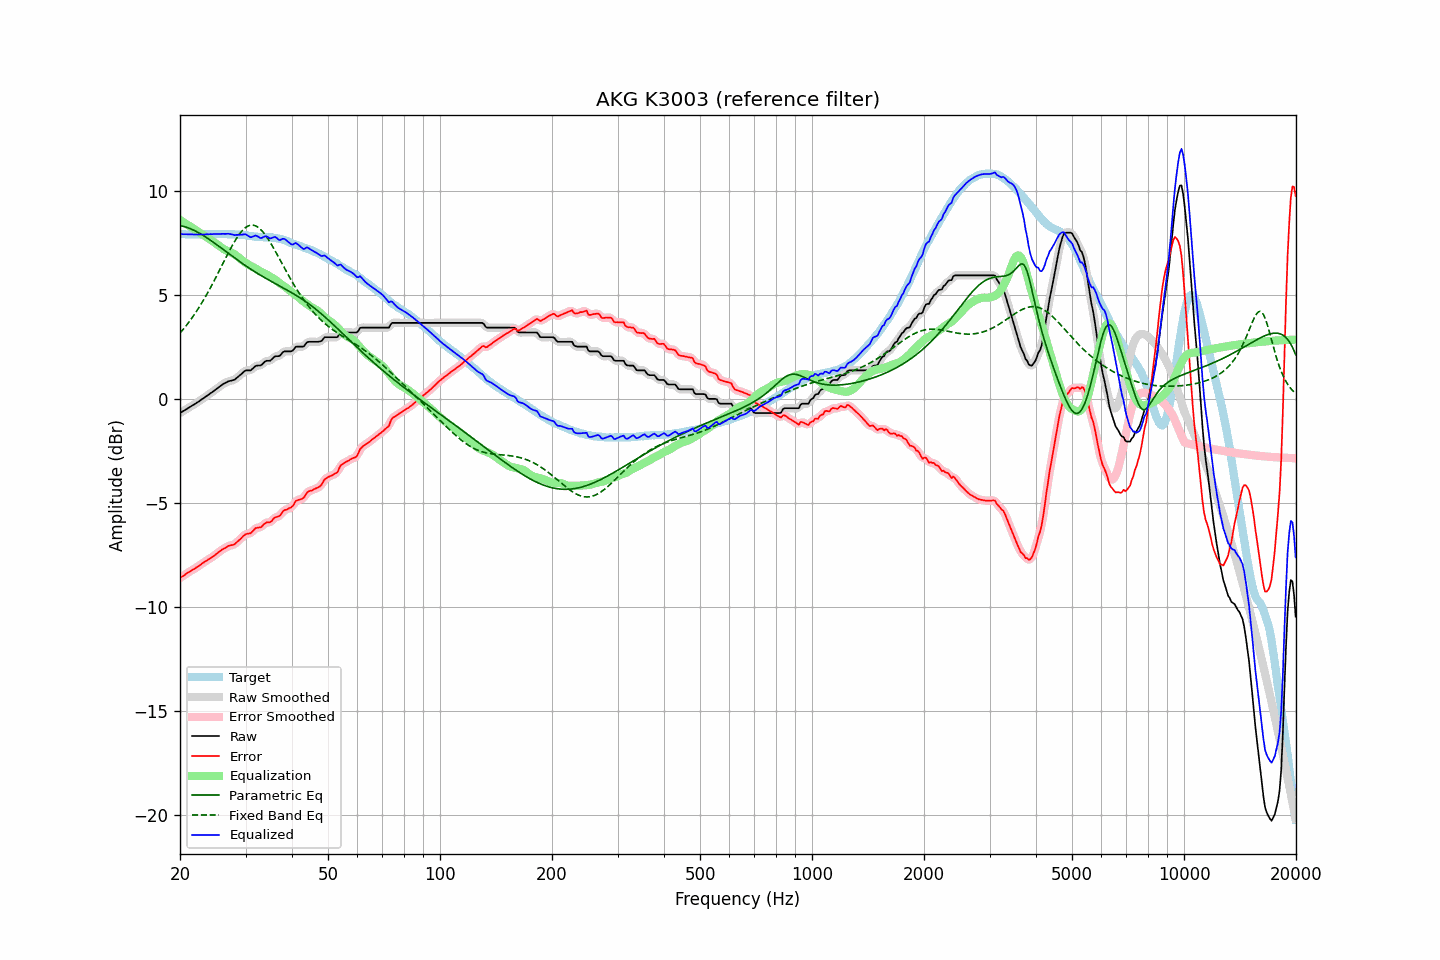 AKG K3003 (reference filter)
Amplitude (dBr)
10
5
0
−5
−10
−15
−20
Target
Raw Smoothed
Error Smoothed
Raw
Error
Equalization
Parametric Eq
Fixed Band Eq
Equalized
20 50 100 200 500 1000 2000 5000 10000 20000
Frequency (Hz)